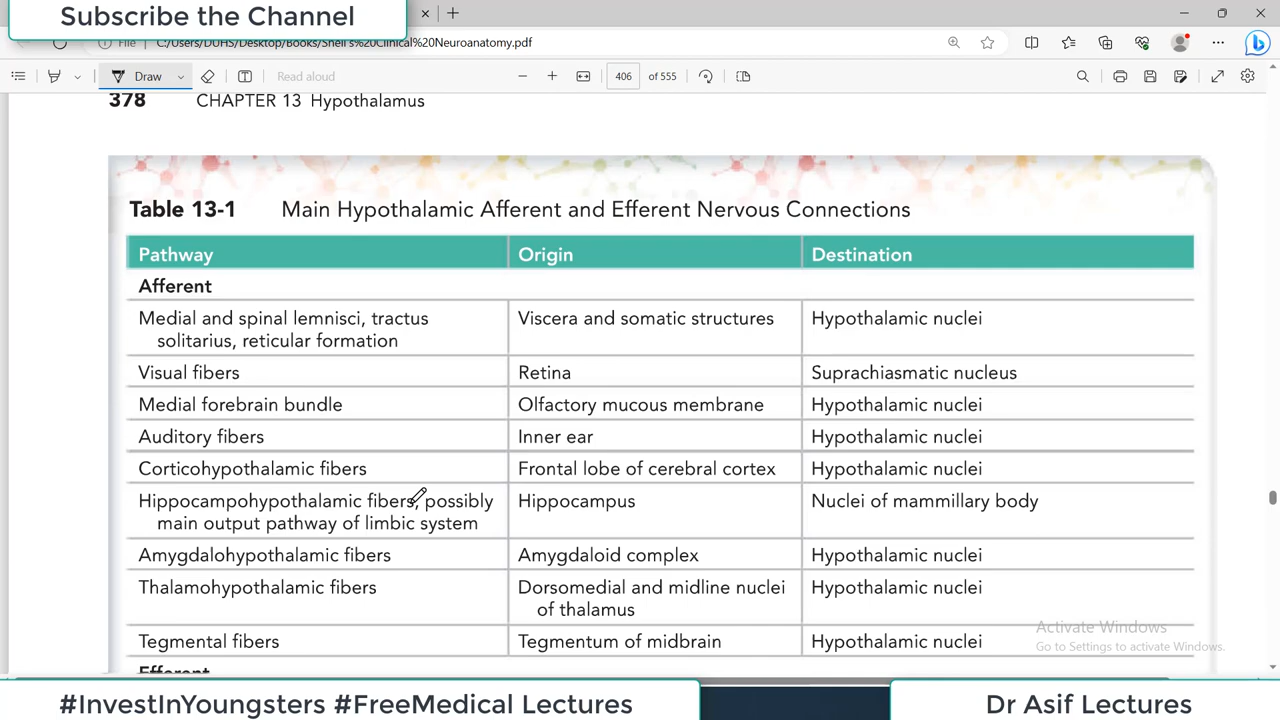 Subscribe the Channel
File C:/Users/DUHS/Desktop/Books/Snell's%20Clinical%20Neuroanatomy.pdf
Draw Read aloud 406 of 555
378 CHAPTER 13 Hypothalamus
Table 13-1 Main Hypothalamic Afferent and Efferent Nervous Connections
Pathway Origin Destination
Afferent
Medial and spinal lemnisci, tractus Viscera and somatic structures Hypothalamic nuclei
solitarius, reticular formation
Visual fibers Retina Suprachiasmatic nucleus
Medial forebrain bundle Olfactory mucous membrane Hypothalamic nuclei
Auditory fibers Inner ear Hypothalamic nuclei
Corticohypothalamic fibers Frontal lobe of cerebral cortex Hypothalamic nuclei
Hippocampohypothalamic fibers, possibly Hippocampus Nuclei of mammillary body
main output pathway of limbic system
Amygdalohypothalamic fibers Amygdaloid complex Hypothalamic nuclei
Thalamohypothalamic fibers Dorsomedial and midline nuclei Hypothalamic nuclei
of thalamus
Tegmental fibers Tegmentum of midbrain Hypothalamic nuclei
Efferent
Activate Windows
Go to Settings to activate Windows.
#InvestInYoungsters #FreeMedical Lectures
Dr Asif Lectures